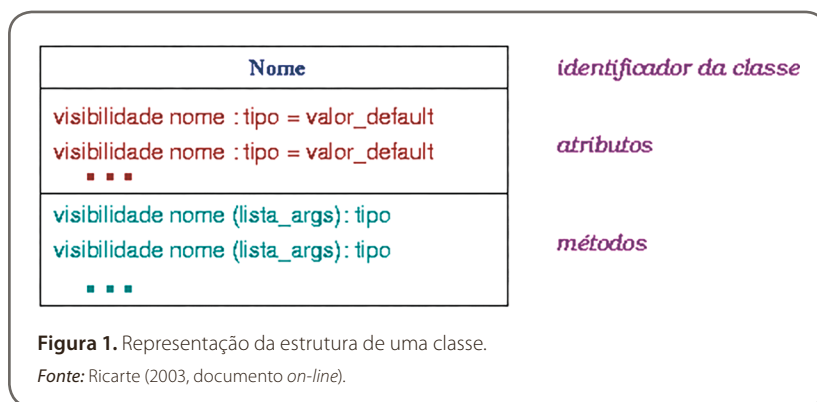 Nome
identificador da classe
visibilidade nome : tipo = valor_default
visibilidade nome : tipo = valor_default
...
atributos
visibilidade nome (lista_args): tipo
visibilidade nome (lista_args): tipo
...
métodos
Figura 1. Representação da estrutura de uma classe.
Fonte: Ricarte (2003, documento on-line).